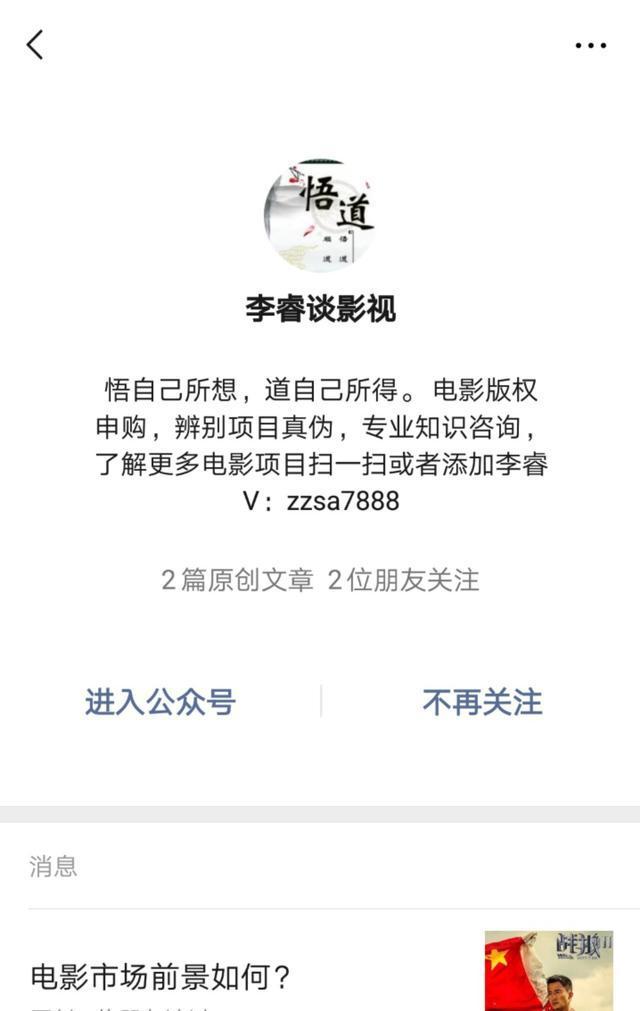 悟道
李睿谈影视
悟自己所想，道自己所得。电影版权
申购，辨别项目真伪，专业知识咨询，
了解更多电影项目扫一扫或者添加李睿
V：zzsa7888
2篇原创文章 2位朋友关注
进入公众号
不再关注
消息
电影市场前景如何？
战狼II